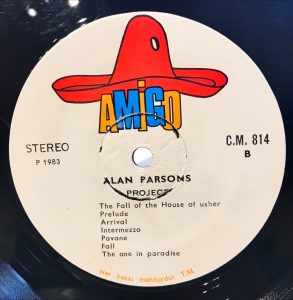 AMiGO
STEREO
P 1983
C.M. 814
B
ALAN PARSONS
PROJECT
The Fall of the House of usher
Prelude
Arrival
Intermezzo
Pavane
Fall
The one in paradise
Her hakkı mahfuzdur. T.M.